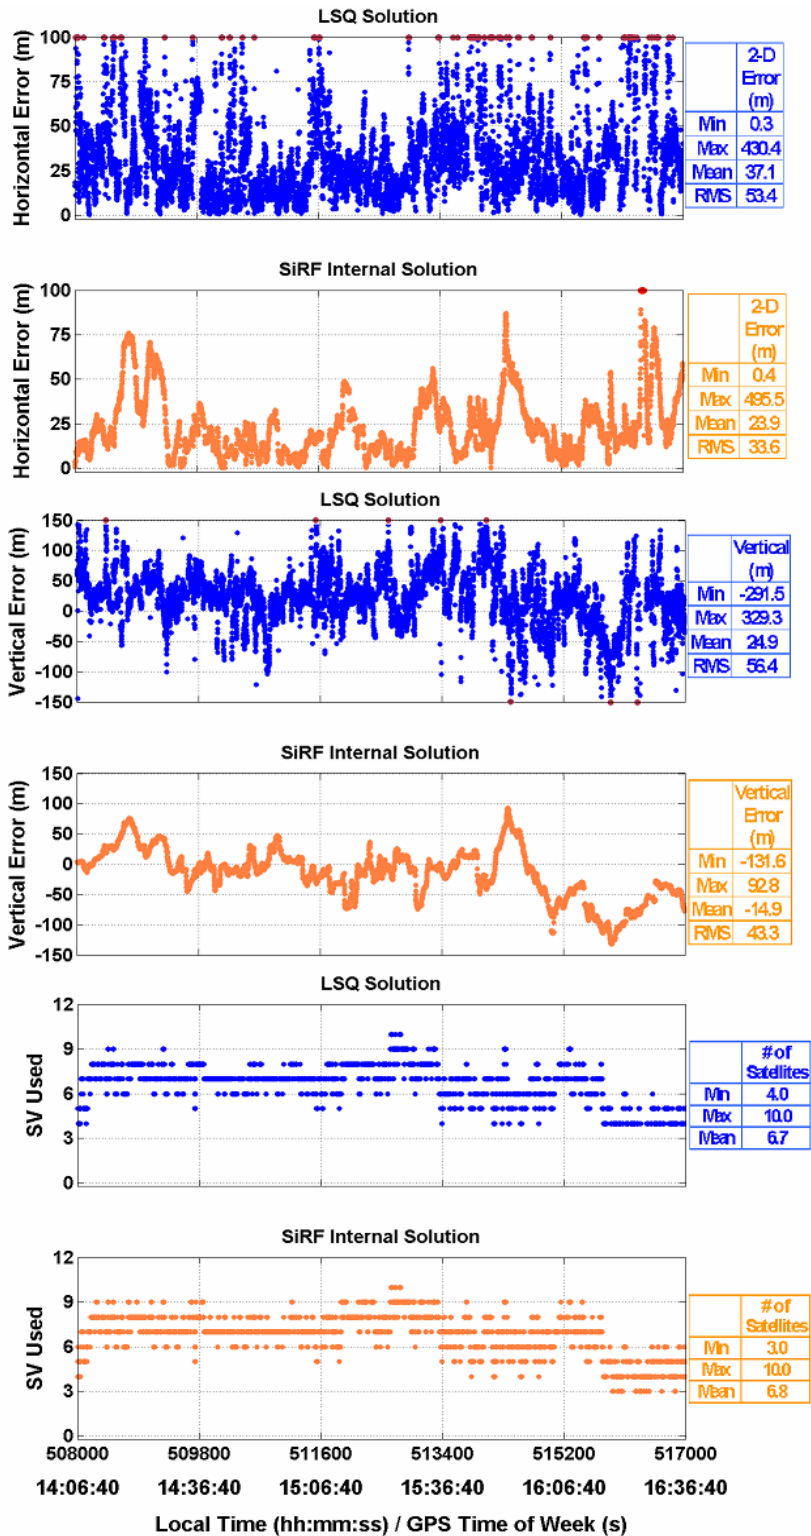 LSQ Solution
Horizontal Error (m)
100
75
50
25
0
2-D
Error
(m)
Min 0.3
Max 430.4
Mean 37.1
RMS 53.4
SiRF Internal Solution
Horizontal Error (m)
100
75
50
25
0
2-D
Error
(m)
Min 0.4
Max 495.5
Mean 23.9
RMS 33.6
LSQ Solution
Vertical Error (m)
150
100
50
0
-50
-100
-150
Vertical
(m)
Min -291.5
Max 329.3
Mean 24.9
RMS 56.4
SiRF Internal Solution
Vertical Error (m)
150
100
50
0
-50
-100
-150
Vertical
Error
(m)
Min -131.6
Max 92.8
Mean -14.9
RMS 43.3
LSQ Solution
SV Used
12
9
6
3
0
# of
Satellites
Min 4.0
Max 10.0
Mean 6.7
SiRF Internal Solution
SV Used
12
9
6
3
0
# of
Satellites
Min 3.0
Max 10.0
Mean 6.8
508000 509800 511600 513400 515200 517000
14:06:40 14:36:40 15:06:40 15:36:40 16:06:40 16:36:40
Local Time (hh:mm:ss) / GPS Time of Week (s)